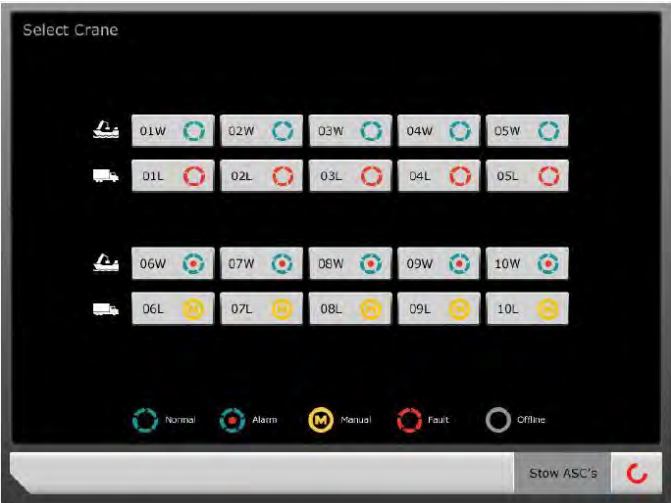 Select Crane
01W 02W 03W 04W 05W
01L 02L 03L 04L 05L
06W 07W 08W 09W 10W
06L M 07L M 08L M 09L M 10L M
Normal Alarm M Manual Fault Offline
Stow ASC's